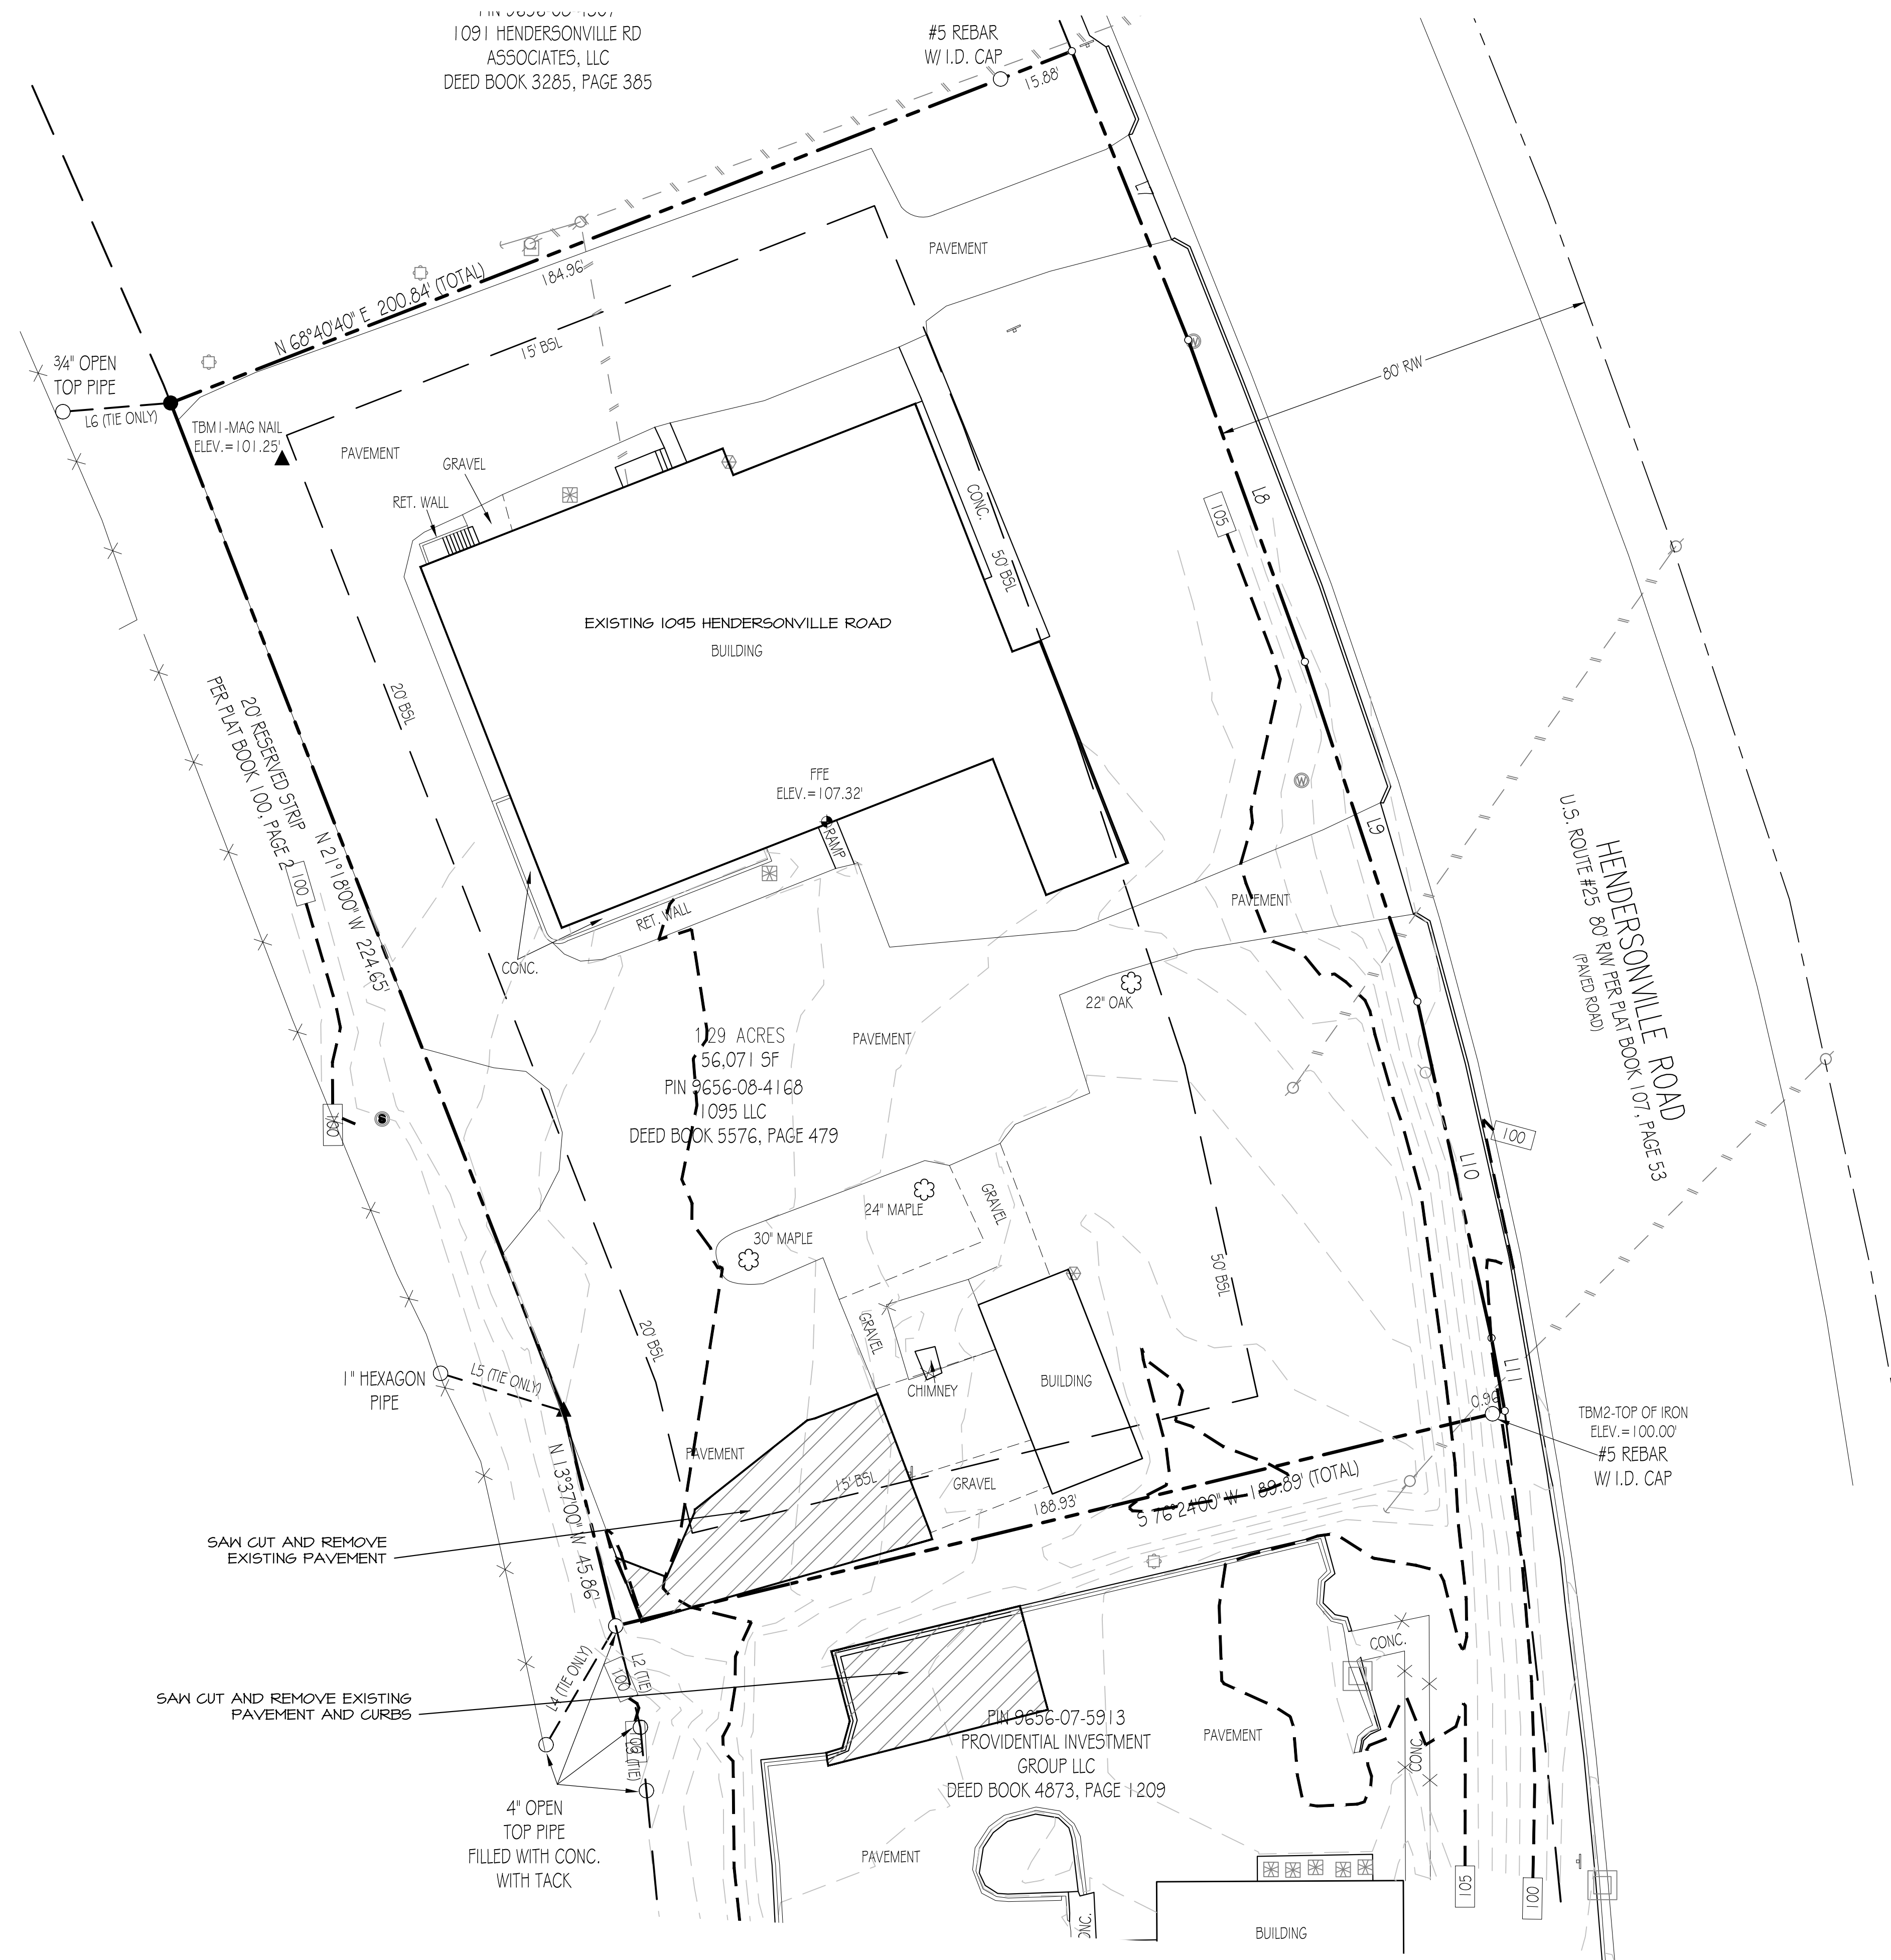 1091 HENDERSONVILLE RD
ASSOCIATES, LLC
DEED BOOK 3285, PAGE 385
#5 REBAR
W/ I.D. CAP
15.88'
L7
PAVEMENT
N 68°40'40" E 200.84' (TOTAL)
184.96'
15' BSL
80' R/W
3/4" OPEN
TOP PIPE
L6 (TIE ONLY)
TBM1-MAG NAIL
ELEV.=101.25'
PAVEMENT
GRAVEL
RET. WALL
CONC.
50' BSL
105
L8
W
EXISTING 1095 HENDERSONVILLE ROAD
BUILDING
20' BSL
20' RESERVED STRIP
PER PLAT BOOK 100, PAGE 2
N 21°18'00" W 224.65'
100
FFE
ELEV.=107.32'
RAMP
W
L9
RET. WALL
CONC.
PAVEMENT
HENDERSONVILLE ROAD
U.S. ROUTE #25 80' R/W PER PLAT BOOK 107, PAGE 53
(PAVED ROAD)
22" OAK
1.29 ACRES
56,071 SF
PAVEMENT
PIN 9656-08-4168
1095 LLC
DEED BOOK 5576, PAGE 479
100
S
100
L10
24" MAPLE
GRAVEL
30" MAPLE
50' BSL
GRAVEL
20' BSL
1" HEXAGON
PIPE
L5 (TIE ONLY)
CHIMNEY
BUILDING
L11
0.96'
TBM2-TOP OF IRON
ELEV.=100.00'
#5 REBAR
W/ I.D. CAP
PAVEMENT
15' BSL
GRAVEL
188.93'
S 76°24'00" W 189.89' (TOTAL)
N 13°37'00" W 45.86'
SAW CUT AND REMOVE
EXISTING PAVEMENT
CONC.
L4 (TIE ONLY)
L2 (TIE)
100
SAW CUT AND REMOVE EXISTING
PAVEMENT AND CURBS
L3 (TIE)
PIN 9656-07-5913
PROVIDENTIAL INVESTMENT
GROUP LLC
DEED BOOK 4873, PAGE 1209
PAVEMENT
CONC.
4" OPEN
TOP PIPE
FILLED WITH CONC.
WITH TACK
PAVEMENT
105
100
BUILDING